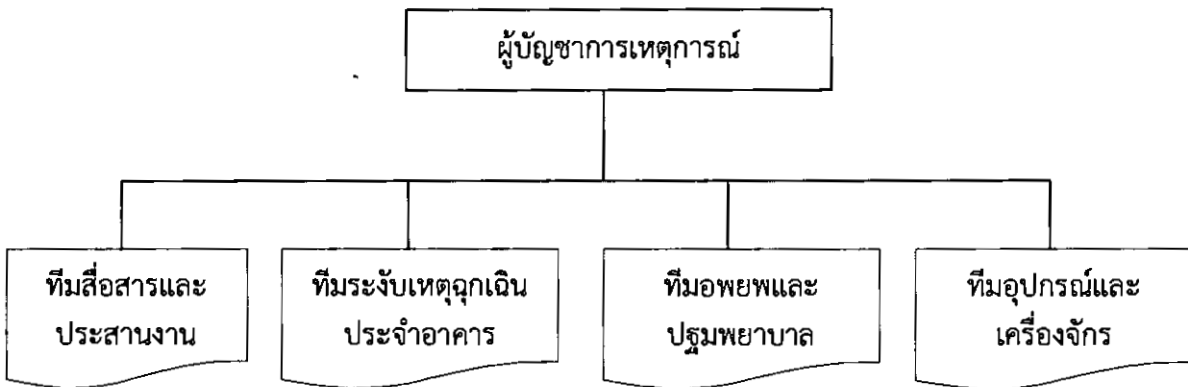 ผู้บัญชาการเหตุการณ์
ทีมสื่อสารและ
ประสานงาน
ทีมระงับเหตุฉุกเฉิน
ประจำอาคาร
ทีมอพยพและ
ปฐมพยาบาล
ทีมอุปกรณ์และ
เครื่องจักร